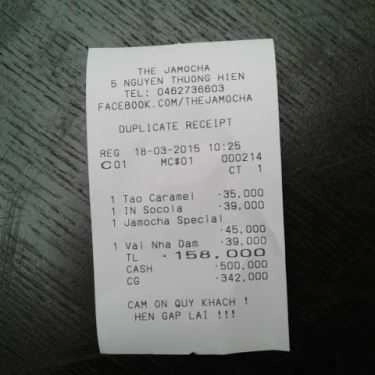 THE JAMOCHA
5 NGUYEN THUONG HIEN
TEL: 0462736603
FACEBOOK.COM/THEJAMOCHA
DUPLICATE RECEIPT
REG 18-03-2015 10:25
C01 MC#01 000214
CT 1
1 Tao Caramel ·35,000
1 IN Socola ·39,000
1 Jamocha Special
·45,000
1 Vai Nha Dam ·39,000
TL ·158,000
CASH ·500,000
CG ·342,000
CAM ON QUY KHACH !
HEN GAP LAI !!!